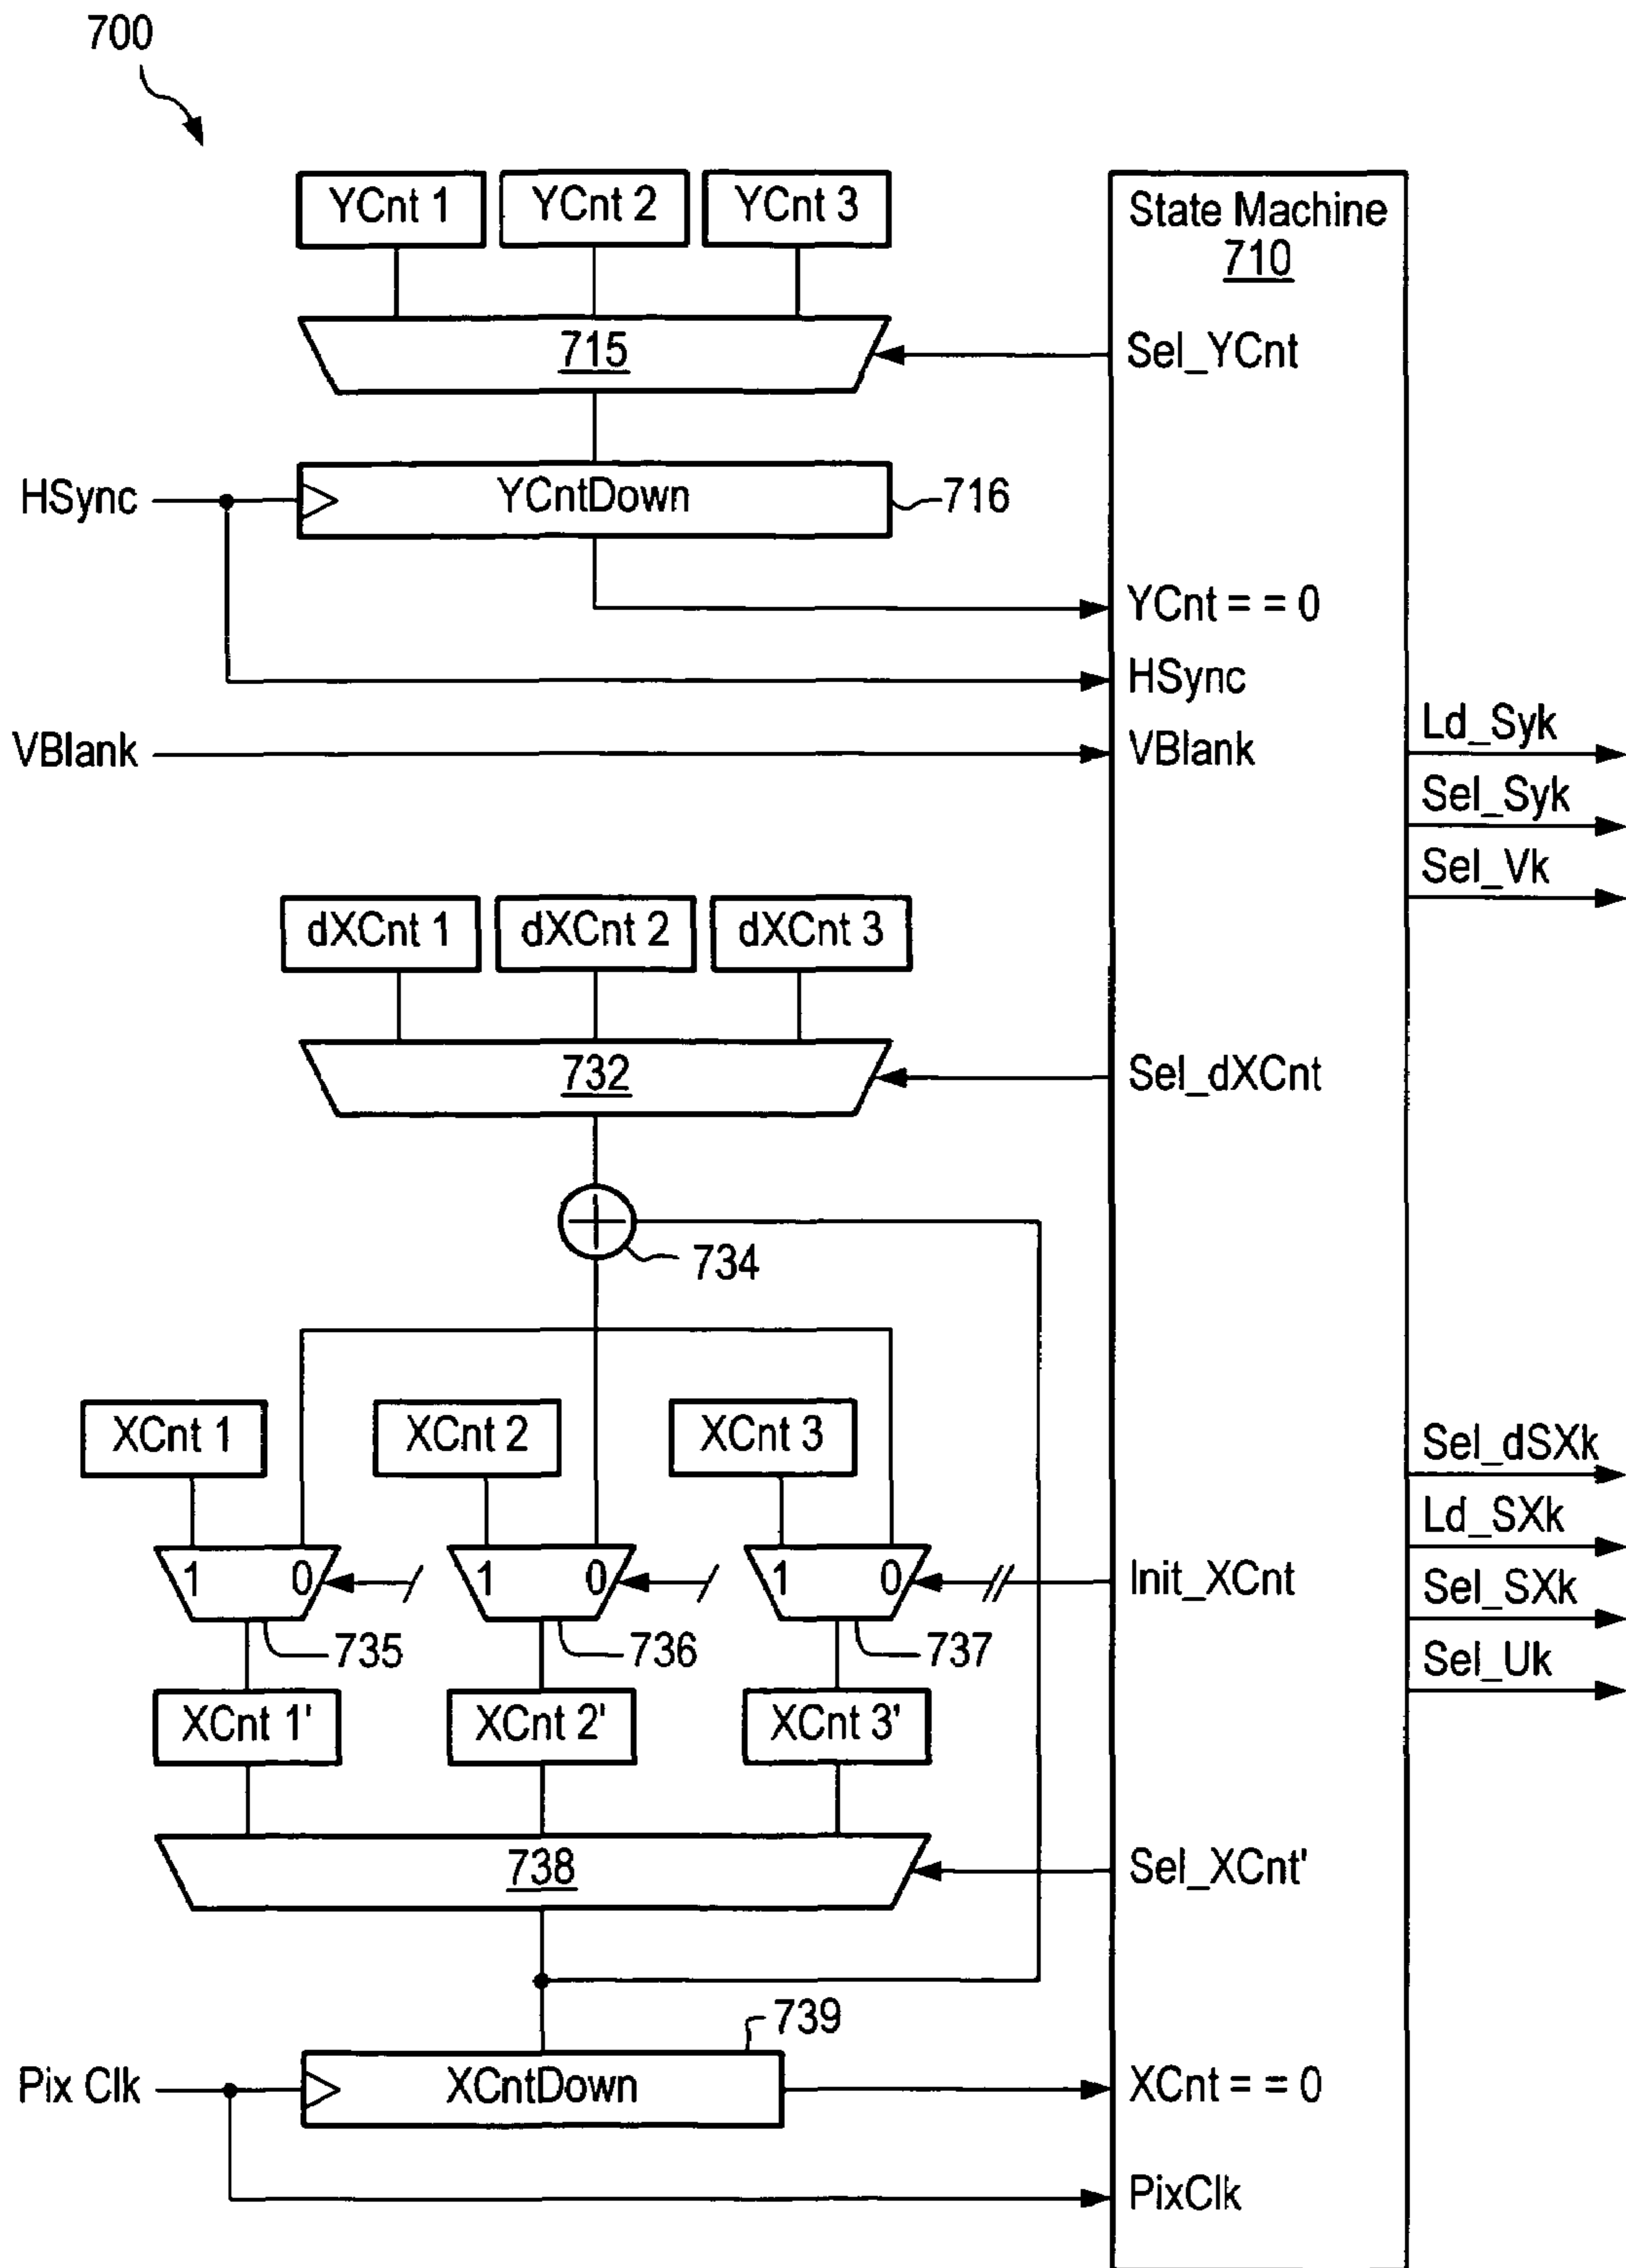 700
YCnt 1
YCnt 2
YCnt 3
State Machine
710
715
Sel_YCnt
HSync
YCntDown
716
YCnt = = 0
HSync
VBlank
VBlank
Ld_Syk
Sel_Syk
Sel_Vk
dXCnt 1
dXCnt 2
dXCnt 3
732
Sel_dXCnt
734
XCnt 1
XCnt 2
XCnt 3
Sel_dSXk
Ld_SXk
1 0
1 0
1 0
Init_XCnt
Sel_SXk
735
736
737
Sel_Uk
XCnt 1'
XCnt 2'
XCnt 3'
738
Sel_XCnt'
739
Pix Clk
XCntDown
XCnt = = 0
PixClk